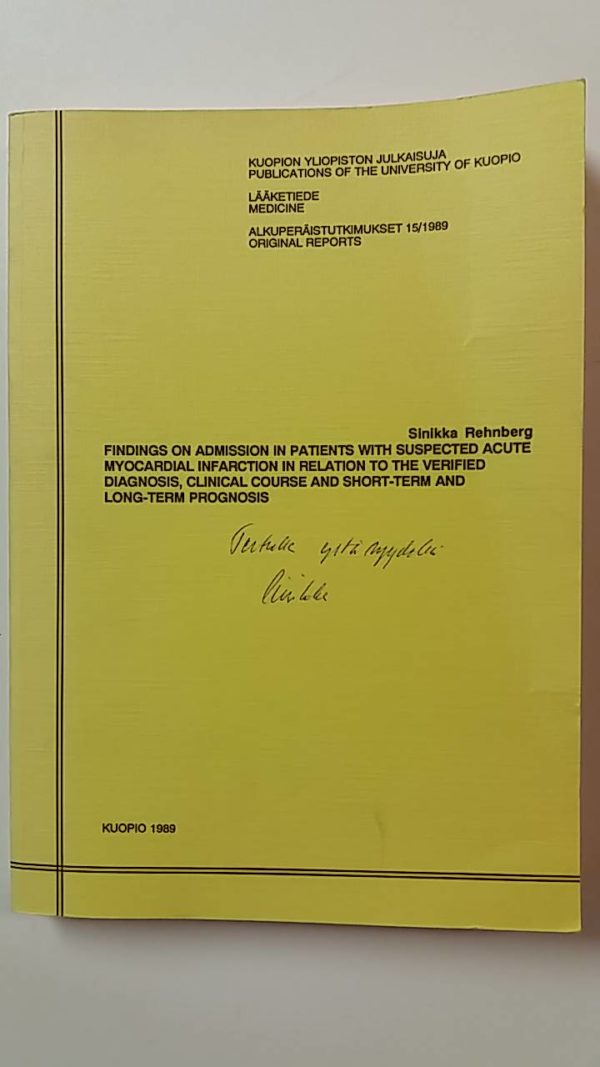 KUOPION YLIOPISTON JULKAISUJA
PUBLICATIONS OF THE UNIVERSITY OF KUOPIO
LÄÄKETIEDE
MEDICINE
ALKUPERÄISTUTKIMUKSET 15/1989
ORIGINAL REPORTS
Sinikka Rehnberg
FINDINGS ON ADMISSION IN PATIENTS WITH SUSPECTED ACUTE
MYOCARDIAL INFARCTION IN RELATION TO THE VERIFIED
DIAGNOSIS, CLINICAL COURSE AND SHORT-TERM AND
LONG-TERM PROGNOSIS
ystävyydellä
Sinikka
KUOPIO 1989